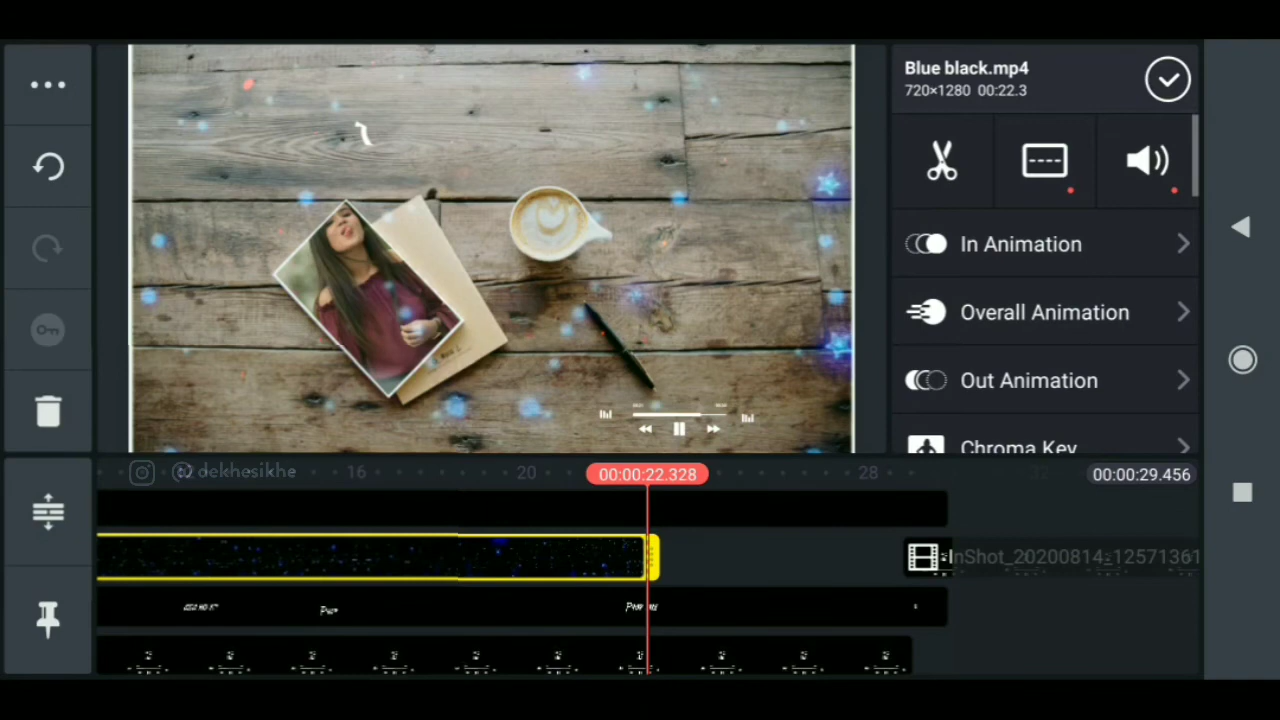 Blue black.mp4
720×1280 00:22.3
In Animation
Overall Animation
Out Animation
Chroma Key
@ dekhesikhe
16
20
00:00:22.328
28
00:00:29.456
InShot_20200814_12571361